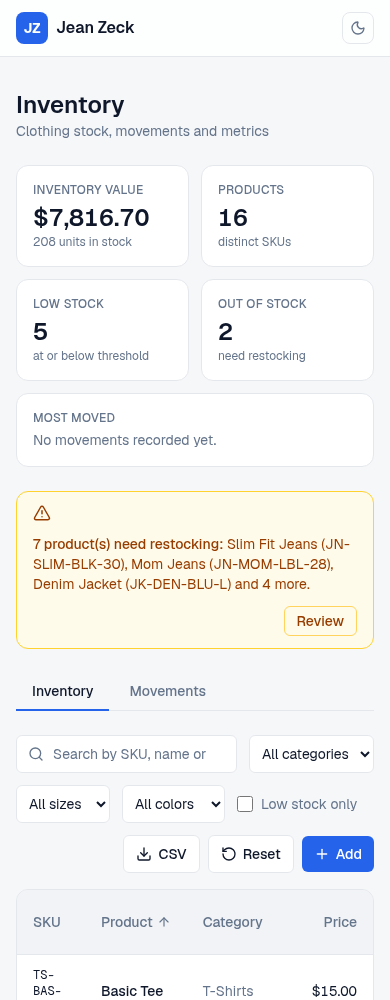 JZ Jean Zeck
Inventory
Clothing stock, movements and metrics
INVENTORY VALUE
$7,816.70
208 units in stock
PRODUCTS
16
distinct SKUs
LOW STOCK
5
at or below threshold
OUT OF STOCK
2
need restocking
MOST MOVED
No movements recorded yet.
7 product(s) need restocking: Slim Fit Jeans (JN-
SLIM-BLK-30), Mom Jeans (JN-MOM-LBL-28),
Denim Jacket (JK-DEN-BLU-L) and 4 more.
Review
Inventory Movements
Search by SKU, name or
All categories
All sizes
All colors
Low stock only
CSV
Reset
Add
SKU Product Category Price
TS-
BAS-
Basic Tee T-Shirts $15.00